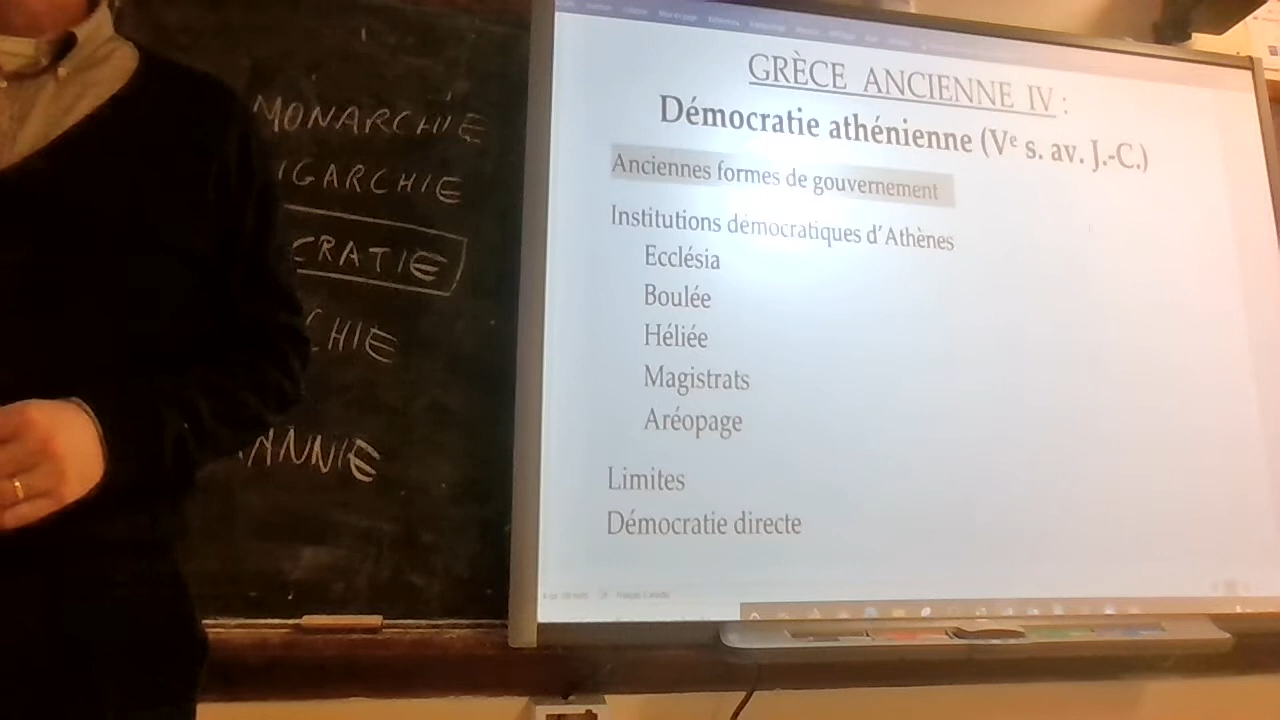 MONARCHIE
IGARCHIE
CRATIE
CHIE
ANNIE
GRÈCE ANCIENNE IV :
Démocratie athénienne (Vᵉ s. av. J.-C.)
Anciennes formes de gouvernement
Institutions démocratiques d'Athènes
Ecclésia
Boulée
Héliée
Magistrats
Aréopage
Limites
Démocratie directe